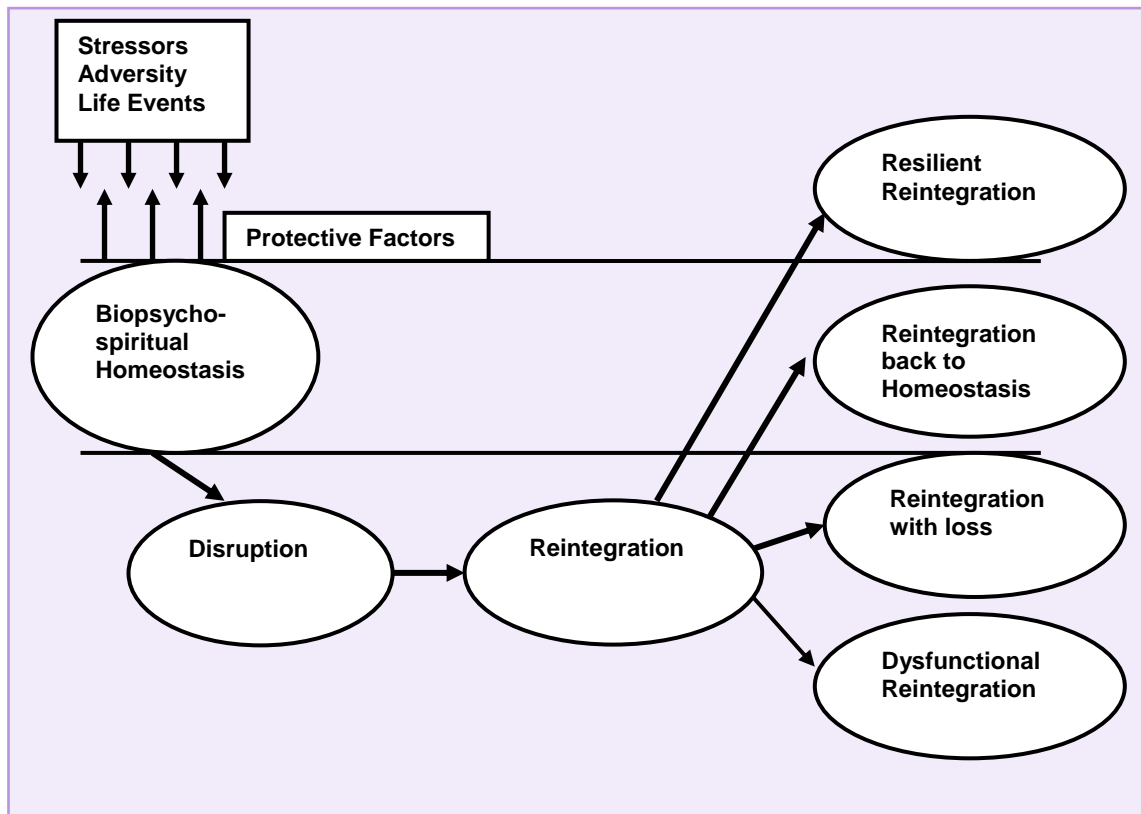 Stressors
Adversity
Life Events
Protective Factors
Biopsycho-
spiritual
Homeostasis
Disruption
Reintegration
Resilient
Reintegration
Reintegration
back to
Homeostasis
Reintegration
with loss
Dysfunctional
Reintegration